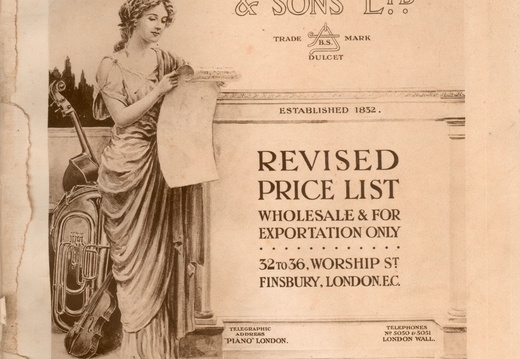 & SONS LTD
TRADE B.S. MARK
DULCET
ESTABLISHED 1832.
REVISED
PRICE LIST
WHOLESALE & FOR
EXPORTATION ONLY
32 TO 36, WORSHIP ST
FINSBURY, LONDON. E.C.
TELEGRAPHIC
ADDRESS
"PIANO" LONDON.
TELEPHONES
Nº 5050 & 5051
LONDON WALL.